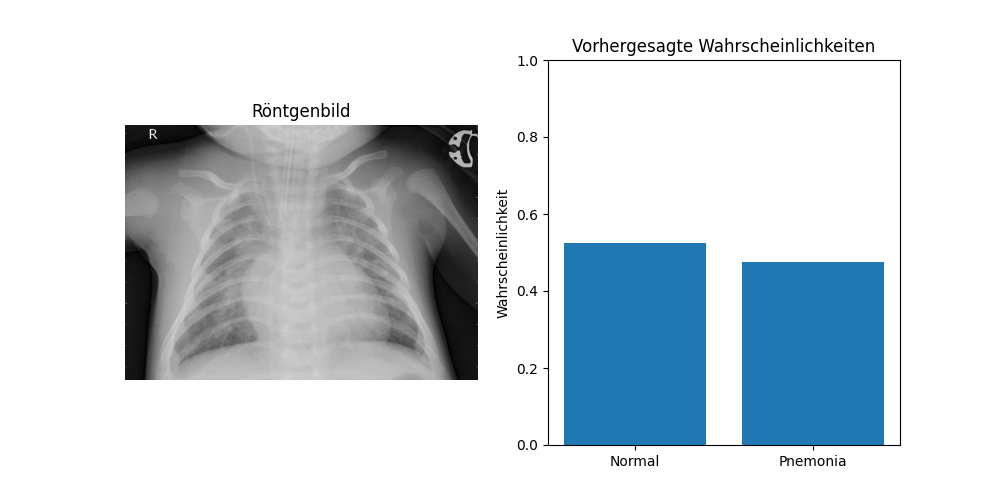 Röntgenbild
R
Vorhergesagte Wahrscheinlichkeiten
Wahrscheinlichkeit
1.0
0.8
0.6
0.4
0.2
0.0
Normal
Pnemonia